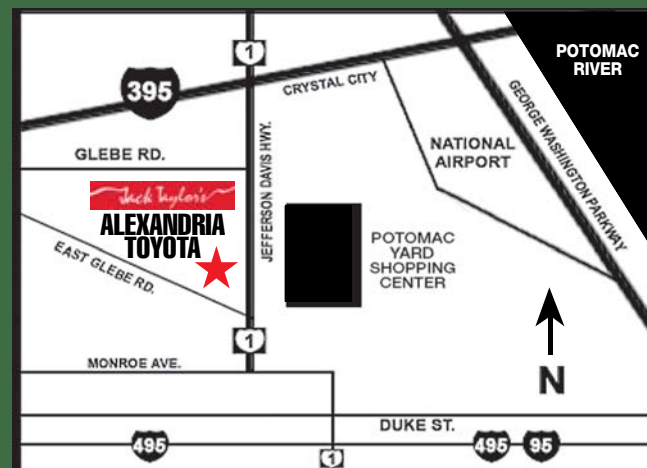 1
POTOMAC
RIVER
395
CRYSTAL CITY
GEORGE WASHINGTON PARKWAY
NATIONAL
AIRPORT
GLEBE RD.
JEFFERSON DAVIS HWY.
Jack Taylor's
ALEXANDRIA
TOYOTA
EAST GLEBE RD.
POTOMAC
YARD
SHOPPING
CENTER
1
MONROE AVE.
N
DUKE ST.
495
1
495
95